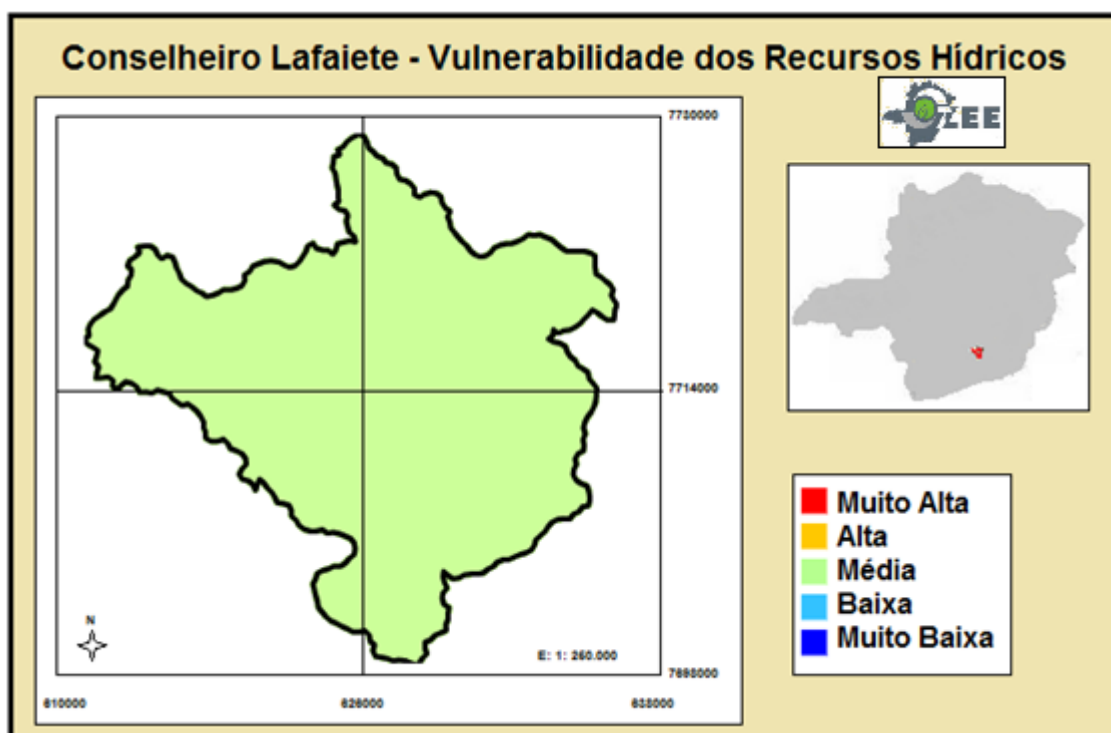 Conselheiro Lafaiete - Vulnerabilidade dos Recursos Hídricos
ZEE
7730000
7714000
7698000
N
E: 1: 260.000
610000
626000
638000
Muito Alta
Alta
Média
Baixa
Muito Baixa